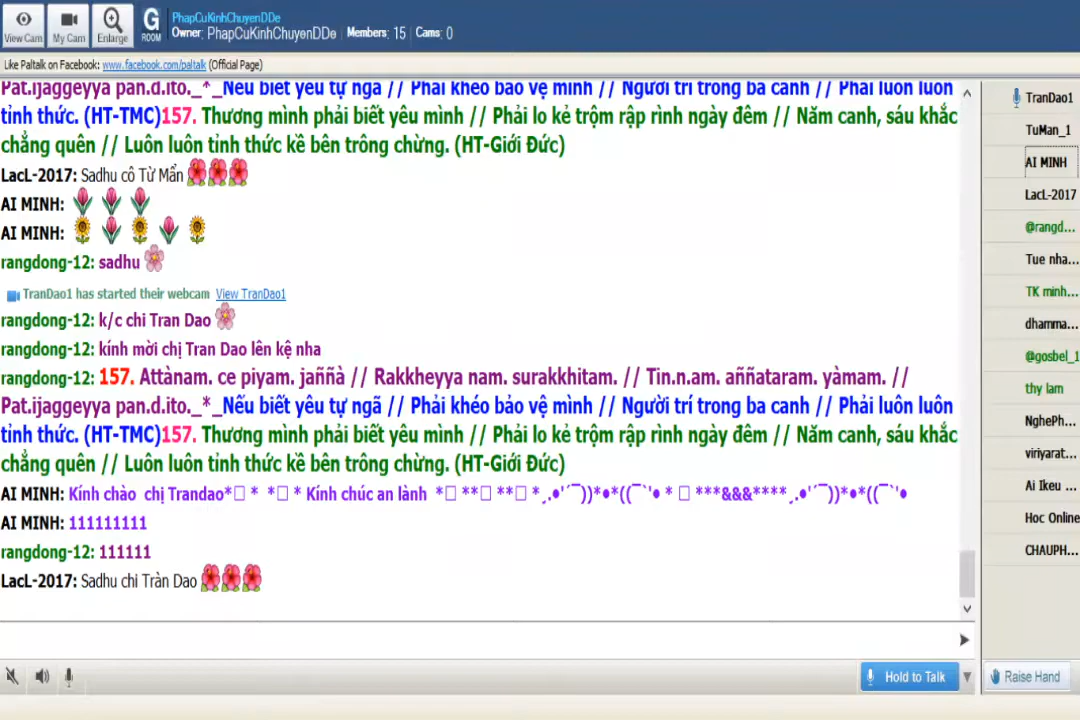 View Cam
My Cam
Enlarge
G
ROOM
PhapCuKinhChuyenDDe
Owner: PhapCuKinhChuyenDDe Members: 15 Cams: 0
Like Paltalk on Facebook: www.facebook.com/paltalk (Official Page)
Pat.ijaggeyya pan.d.ito._*_Nếu biết yêu tự ngã // Phải khéo bảo vệ mình // Người trí trong ba canh // Phải luôn luôn
tỉnh thức. (HT-TMC)157. Thương mình phải biết yêu mình // Phải lo kẻ trộm rập rình ngày đêm // Năm canh, sáu khắc
chẳng quên // Luôn luôn tỉnh thức kề bên trông chừng. (HT-Giới Đức)
LacL-2017: Sadhu cô Từ Mẩn
AI MINH:
AI MINH:
rangdong-12: sadhu
TranDao1 has started their webcam View TranDao1
rangdong-12: k/c chi Tran Dao
rangdong-12: kính mời chị Tran Dao lên kệ nha
rangdong-12: 157. Attànam. ce piyam. jaññà // Rakkheyya nam. surakkhitam. // Tin.n.am. aññataram. yàmam. //
Pat.ijaggeyya pan.d.ito._*_Nếu biết yêu tự ngã // Phải khéo bảo vệ mình // Người trí trong ba canh // Phải luôn luôn
tỉnh thức. (HT-TMC)157. Thương mình phải biết yêu mình // Phải lo kẻ trộm rập rình ngày đêm // Năm canh, sáu khắc
chẳng quên // Luôn luôn tỉnh thức kề bên trông chừng. (HT-Giới Đức)
AI MINH: Kính chào chị Trandao*□ * *□ * Kính chúc an lành *□ **□ **□ *¸.•'´¯))*•*((¯`'• * □ ***&&&****¸.•'´¯))*•*((¯`'•
AI MINH: 111111111
rangdong-12: 111111
LacL-2017: Sadhu chi Tràn Dao
TranDao1
TuMan_1
AI MINH
LacL-2017
@rangd...
Tue nha...
TK minh...
dhamma...
@gosbel_1
thy lam
NghePh...
viriyarat...
Ai Ikeu ...
Hoc Online
CHAUPH...
Hold to Talk
Raise Hand